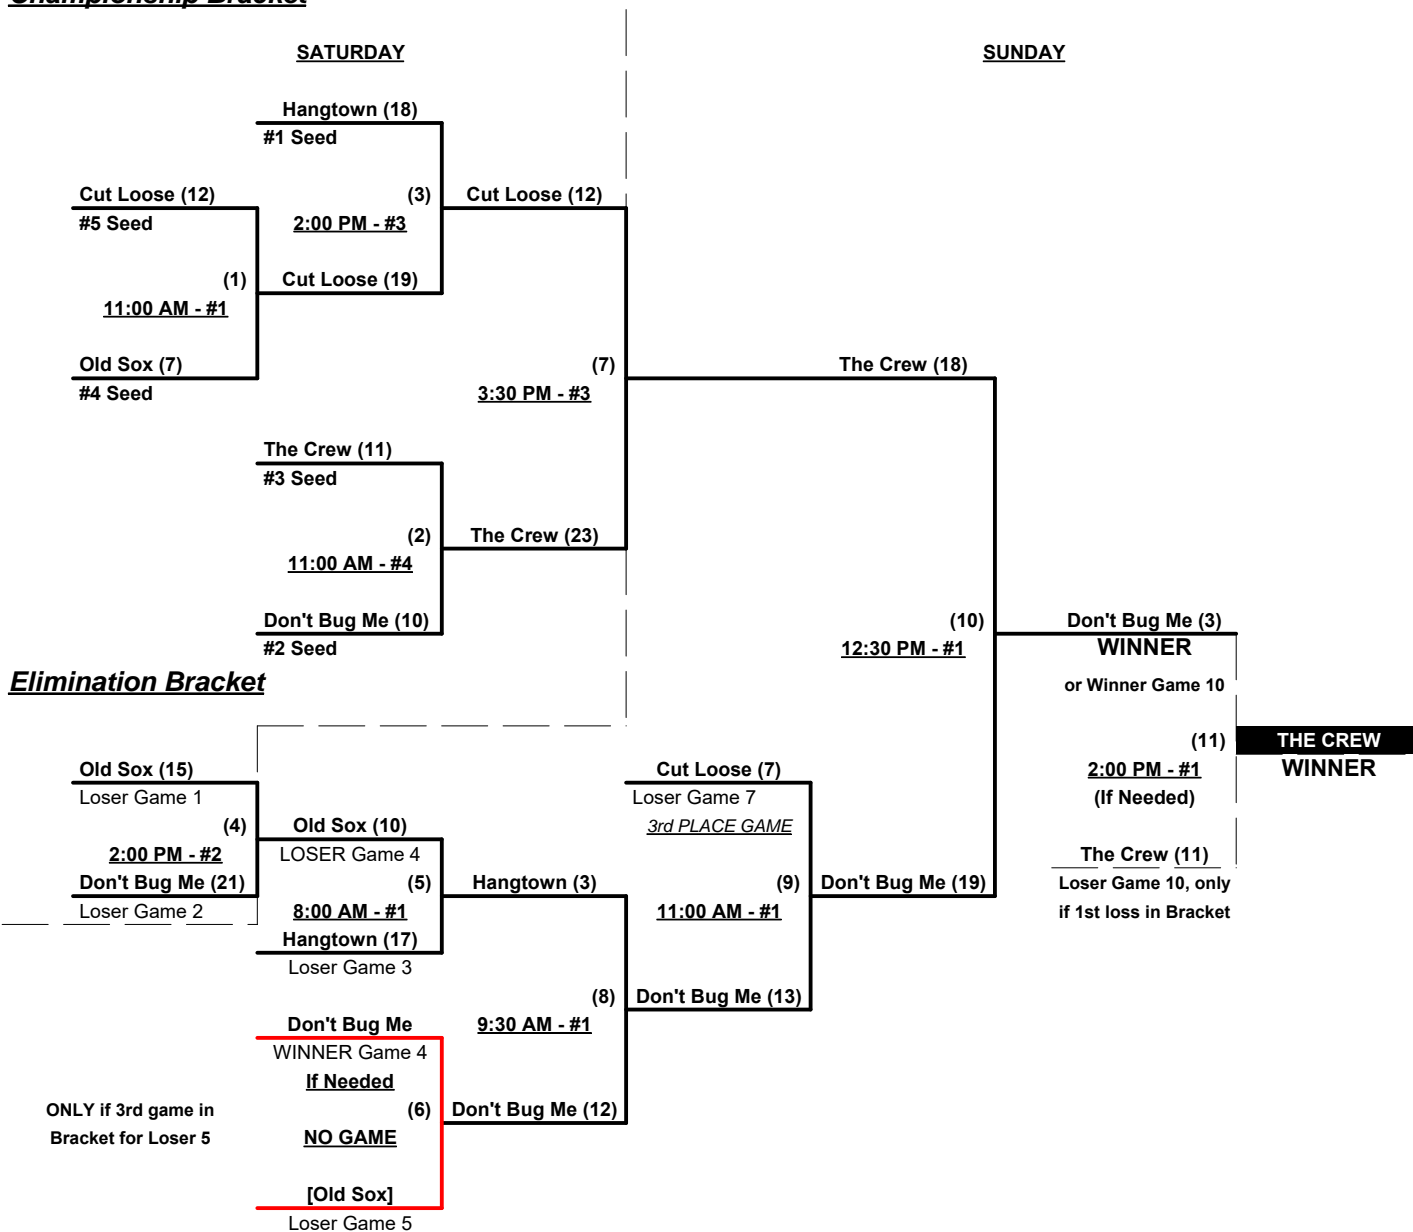 Championship Bracket
SATURDAY
SUNDAY
Hangtown (18)
#1 Seed
Cut Loose (12)
(3)
Cut Loose (12)
#5 Seed
2:00 PM - #3
(1)
Cut Loose (19)
11:00 AM - #1
Old Sox (7)
(7)
The Crew (18)
#4 Seed
3:30 PM - #3
The Crew (11)
#3 Seed
(2)
The Crew (23)
11:00 AM - #4
Don't Bug Me (10)
(10)
Don't Bug Me (3)
#2 Seed
12:30 PM - #1
WINNER
Elimination Bracket
or Winner Game 10
(11)
THE CREW
Old Sox (15)
Cut Loose (7)
2:00 PM - #1
WINNER
Loser Game 1
Loser Game 7
(If Needed)
(4)
Old Sox (10)
3rd PLACE GAME
2:00 PM - #2
LOSER Game 4
The Crew (11)
Don't Bug Me (21)
(5)
Hangtown (3)
(9)
Don't Bug Me (19)
Loser Game 10, only
Loser Game 2
8:00 AM - #1
11:00 AM - #1
if 1st loss in Bracket
Hangtown (17)
Loser Game 3
(8)
Don't Bug Me (13)
Don't Bug Me
9:30 AM - #1
WINNER Game 4
If Needed
ONLY if 3rd game in
(6)
Don't Bug Me (12)
Bracket for Loser 5
NO GAME
[Old Sox]
Loser Game 5